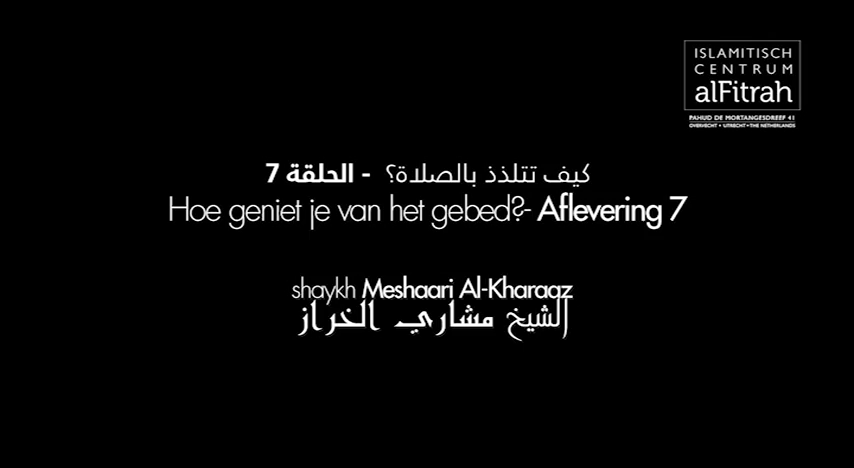 ISLAMITISCH
CENTRUM
alFitrah
PAHUD DE MORTANGESDREEF 41
OVERVECHT • UTRECHT • THE NETHERLANDS
كيف تتلذذ بالصلاة؟ - الحلقة 7
Hoe geniet je van het gebed?- Aflevering 7
shaykh Meshaari Al-Kharaaz
الشيخ مشاري الخراز